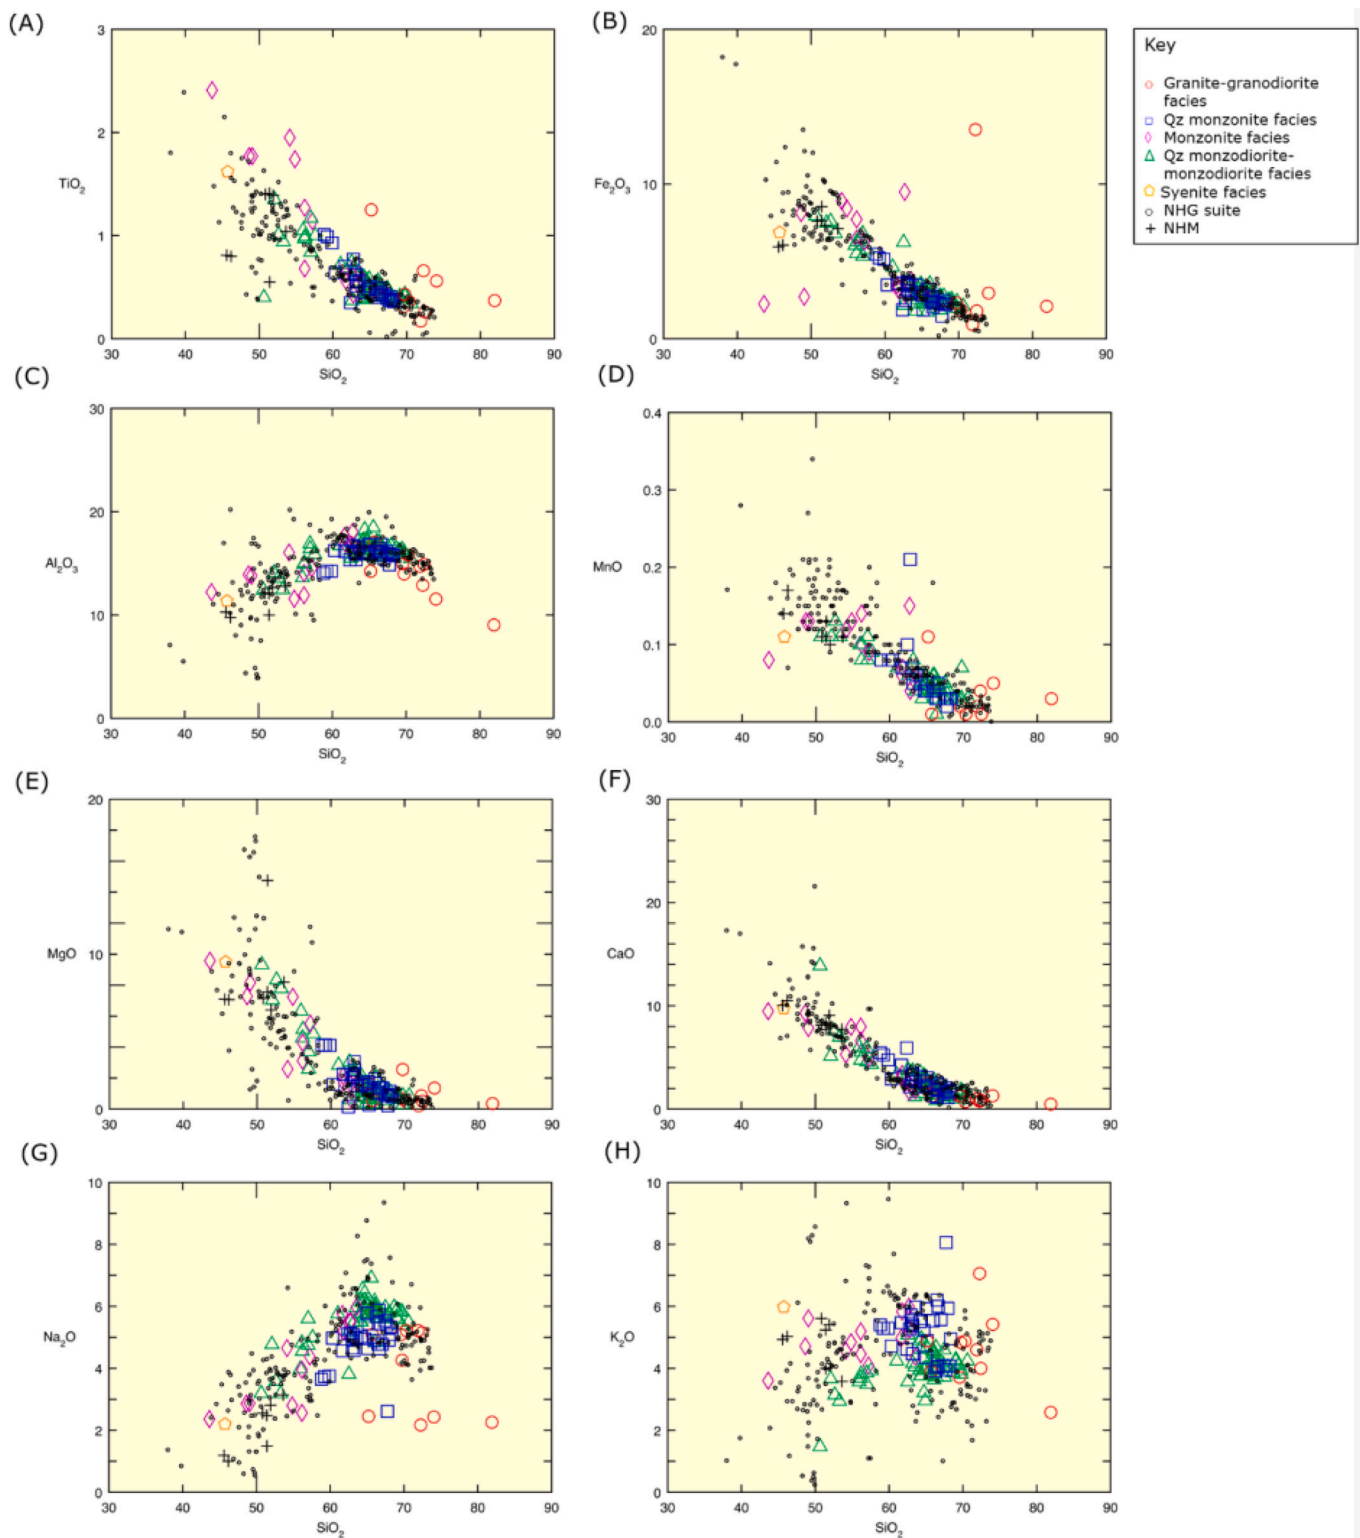 (A)
3
2
TiO2
1
0
30 40 50 60 70 80 90
SiO2
(B)
20
Fe2O3 10
0
30 40 50 60 70 80 90
SiO2
Key
Granite-granodiorite
facies
Qz monzonite facies
Monzonite facies
Qz monzodiorite-
monzodiorite facies
Syenite facies
NHG suite
NHM
(C)
30
20
Al2O3
10
0
30 40 50 60 70 80 90
SiO2
(D)
0.4
0.3
MnO 0.2
0.1
0.0
30 40 50 60 70 80 90
SiO2
(E)
20
MgO 10
0
30 40 50 60 70 80 90
SiO2
(F)
30
20
CaO
10
0
30 40 50 60 70 80 90
SiO2
(G)
10
8
6
Na2O
4
2
0
30 40 50 60 70 80 90
SiO2
(H)
10
8
6
K2O
4
2
0
30 40 50 60 70 80 90
SiO2